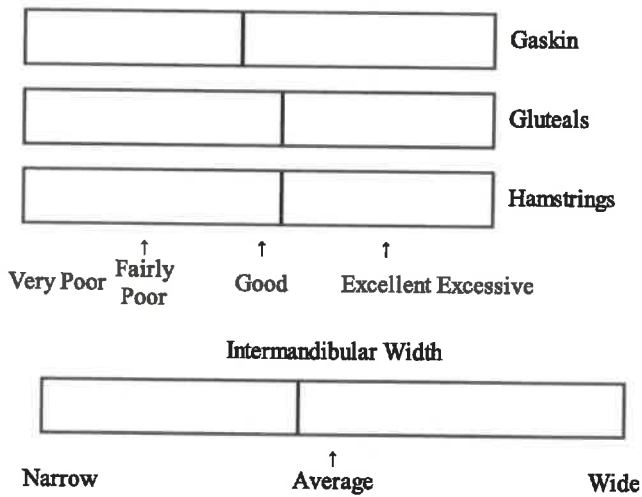 Gaskin
Gluteals
Hamstrings
↑ ↑ ↑
Very Poor Fairly Poor Good Excellent Excessive
Intermandibular Width
↑
Narrow Average Wide